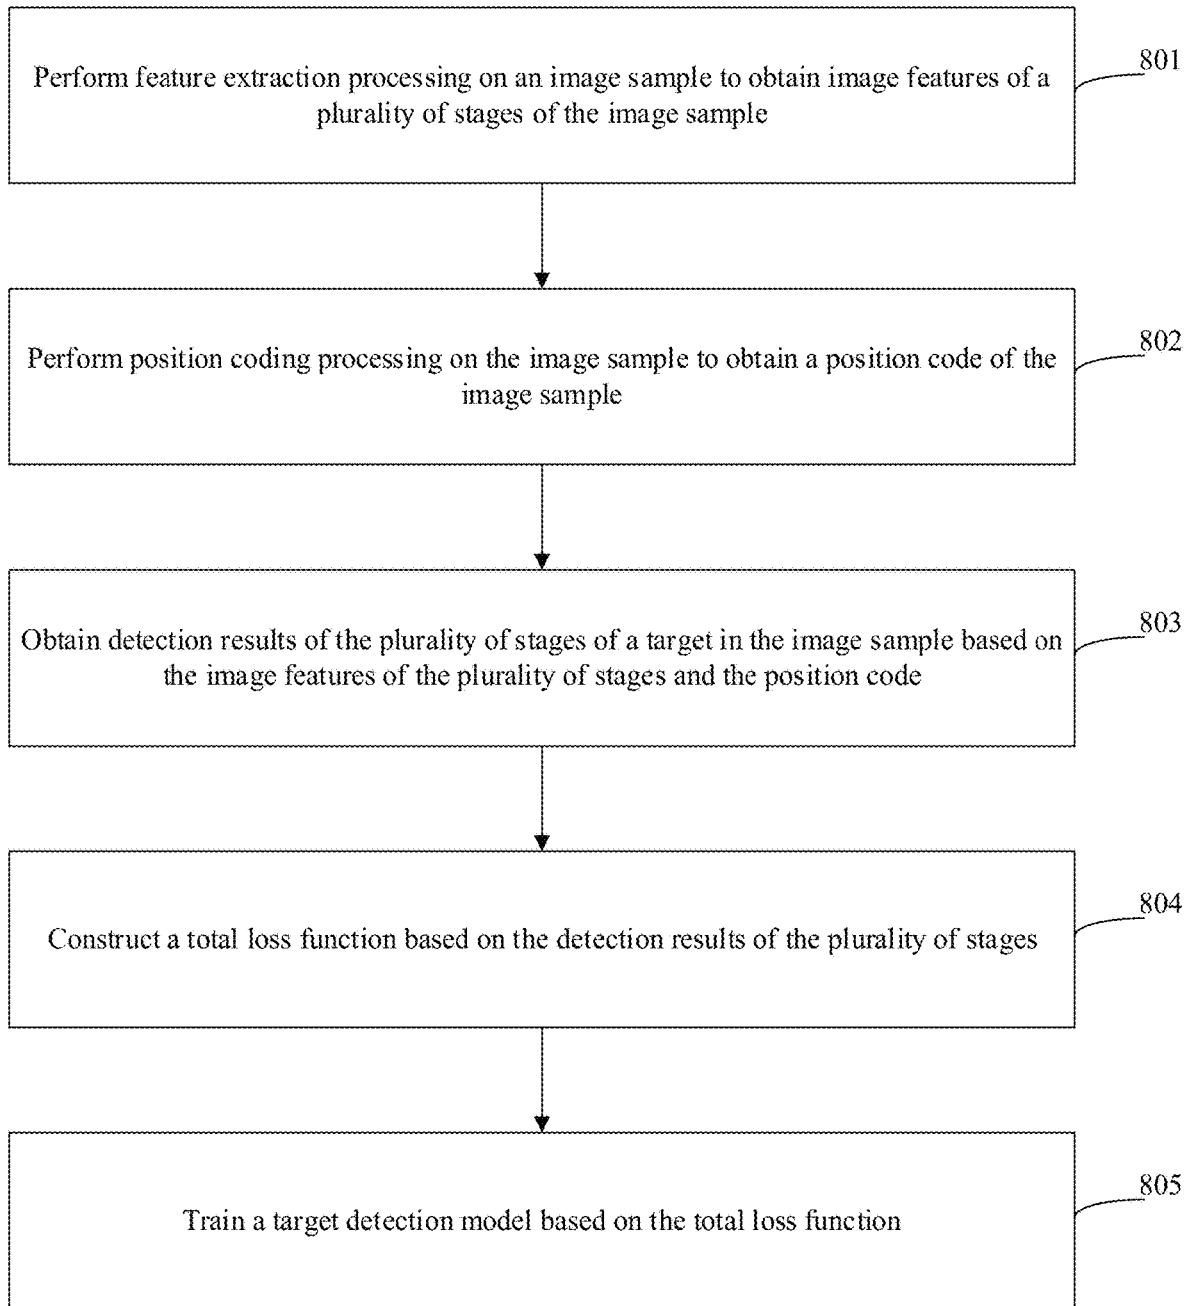 801
Perform feature extraction processing on an image sample to obtain image features of a
plurality of stages of the image sample
802
Perform position coding processing on the image sample to obtain a position code of the
image sample
803
Obtain detection results of the plurality of stages of a target in the image sample based on
the image features of the plurality of stages and the position code
804
Construct a total loss function based on the detection results of the plurality of stages
805
Train a target detection model based on the total loss function